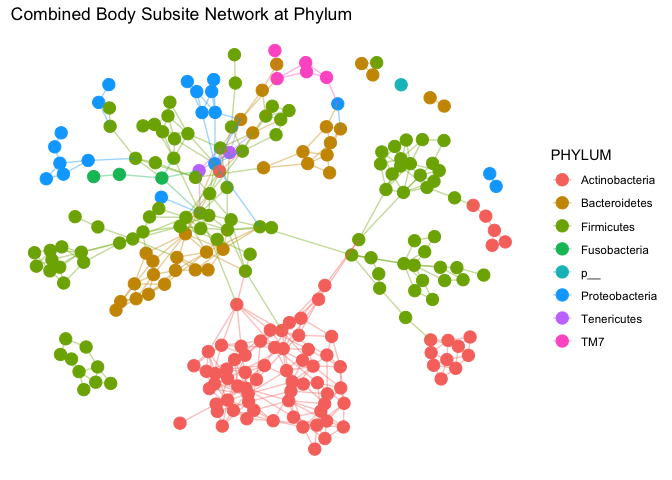 Combined Body Subsite Network at Phylum
PHYLUM
Actinobacteria
Bacteroidetes
Firmicutes
Fusobacteria
p__
Proteobacteria
Tenericutes
TM7